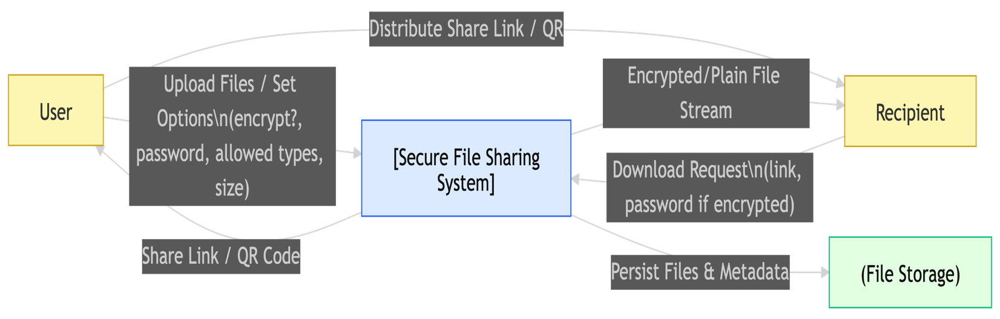 Distribute Share Link / QR
User
Upload Files / Set
Options\n(encrypt?,
password, allowed types,
size)
Share Link / QR Code
[Secure File Sharing
System]
Encrypted/Plain File
Stream
Download Request\n(link,
password if encrypted)
Persist Files & Metadata
Recipient
(File Storage)